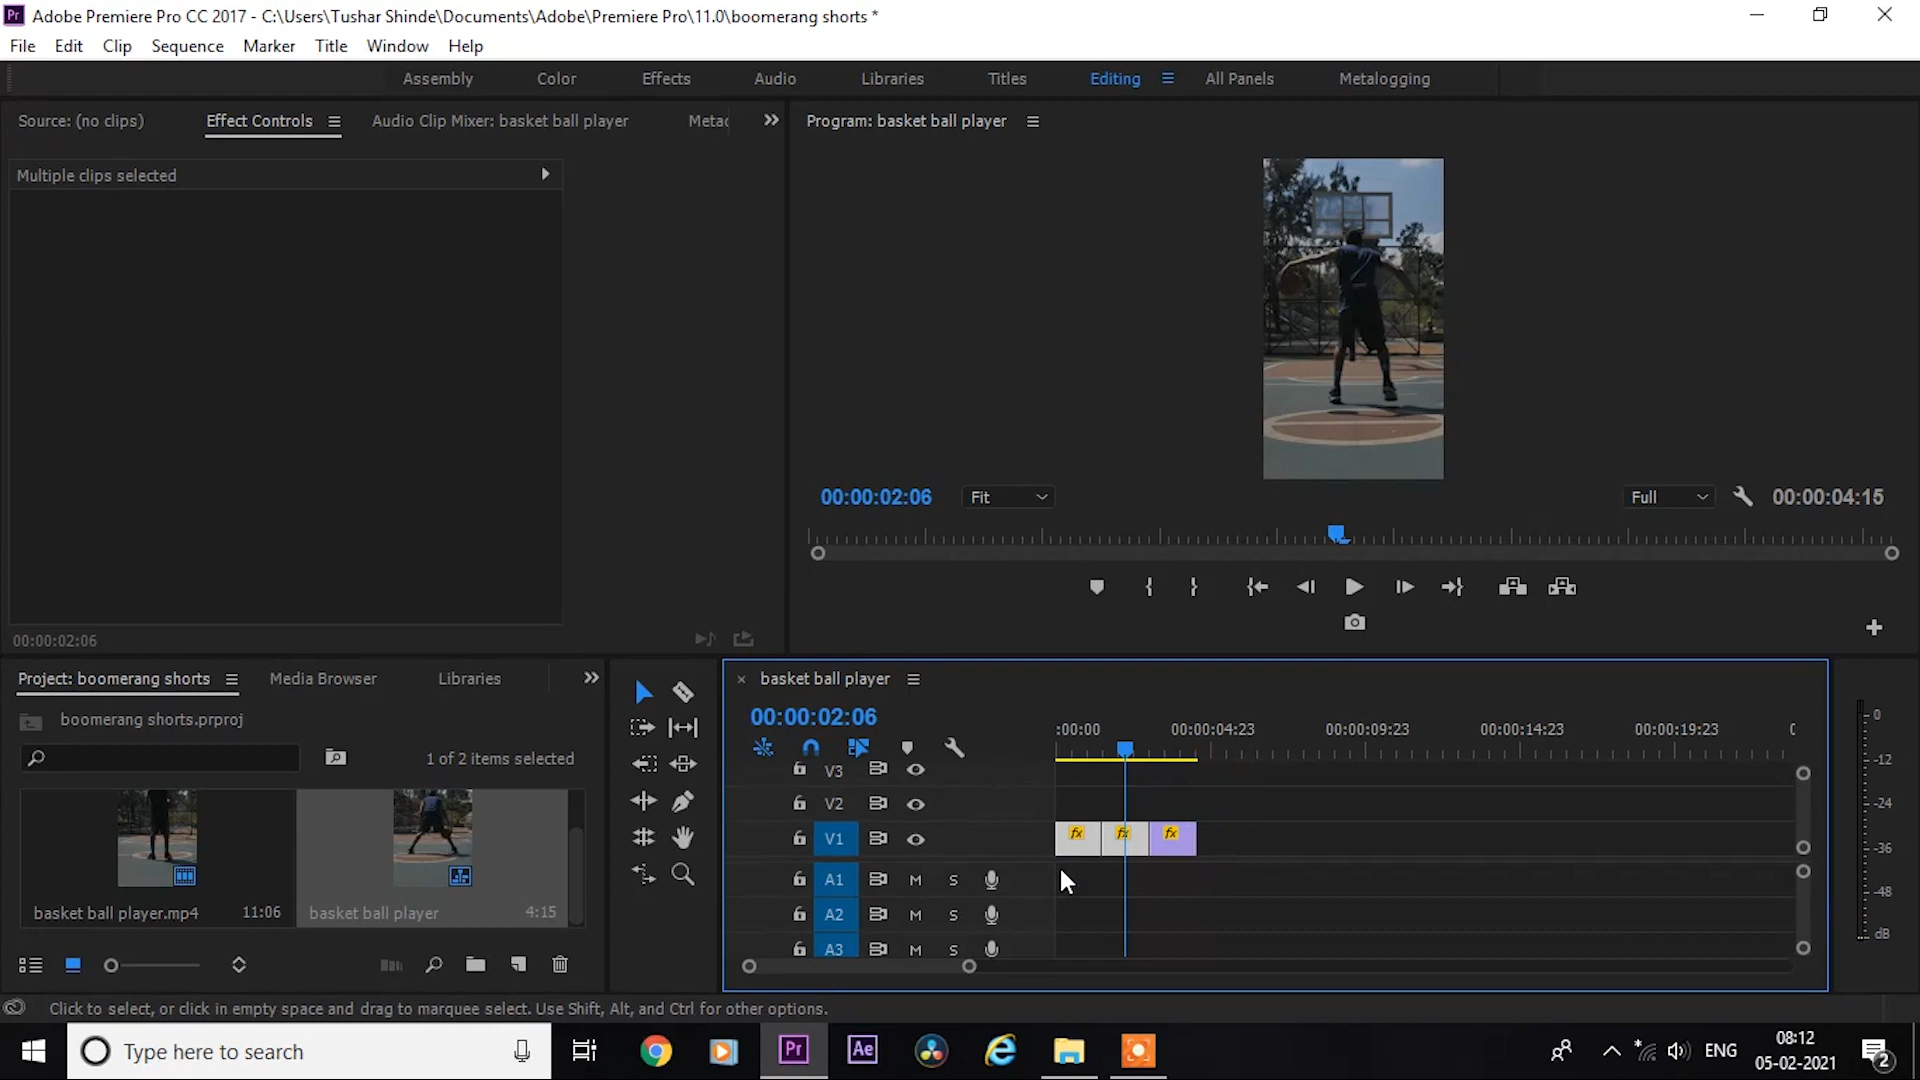 Pr Adobe Premiere Pro CC 2017 - C:\Users\Tushar Shinde\Documents\Adobe\Premiere Pro\11.0\boomerang shorts *
File Edit Clip Sequence Marker Title Window Help
Assembly Color Effects Audio Libraries Titles Editing All Panels Metalogging
Source: (no clips) Effect Controls Audio Clip Mixer: basket ball player Metac
Program: basket ball player
Multiple clips selected
00:00:02:06 Fit Full 00:00:04:15
00:00:02:06
Project: boomerang shorts Media Browser Libraries
boomerang shorts.prproj
1 of 2 items selected
basket ball player.mp4 11:06
basket ball player 4:15
basket ball player
00:00:02:06
:00:00 00:00:04:23 00:00:09:23 00:00:14:23 00:00:19:23
V3
V2
V1 fx fx fx
A1 M S
A2 M S
A3 M S
0
-12
-24
-36
-48
dB
Click to select, or click in empty space and drag to marquee select. Use Shift, Alt, and Ctrl for other options.
Type here to search
Pr Ae
ENG
08:12
05-02-2021
2